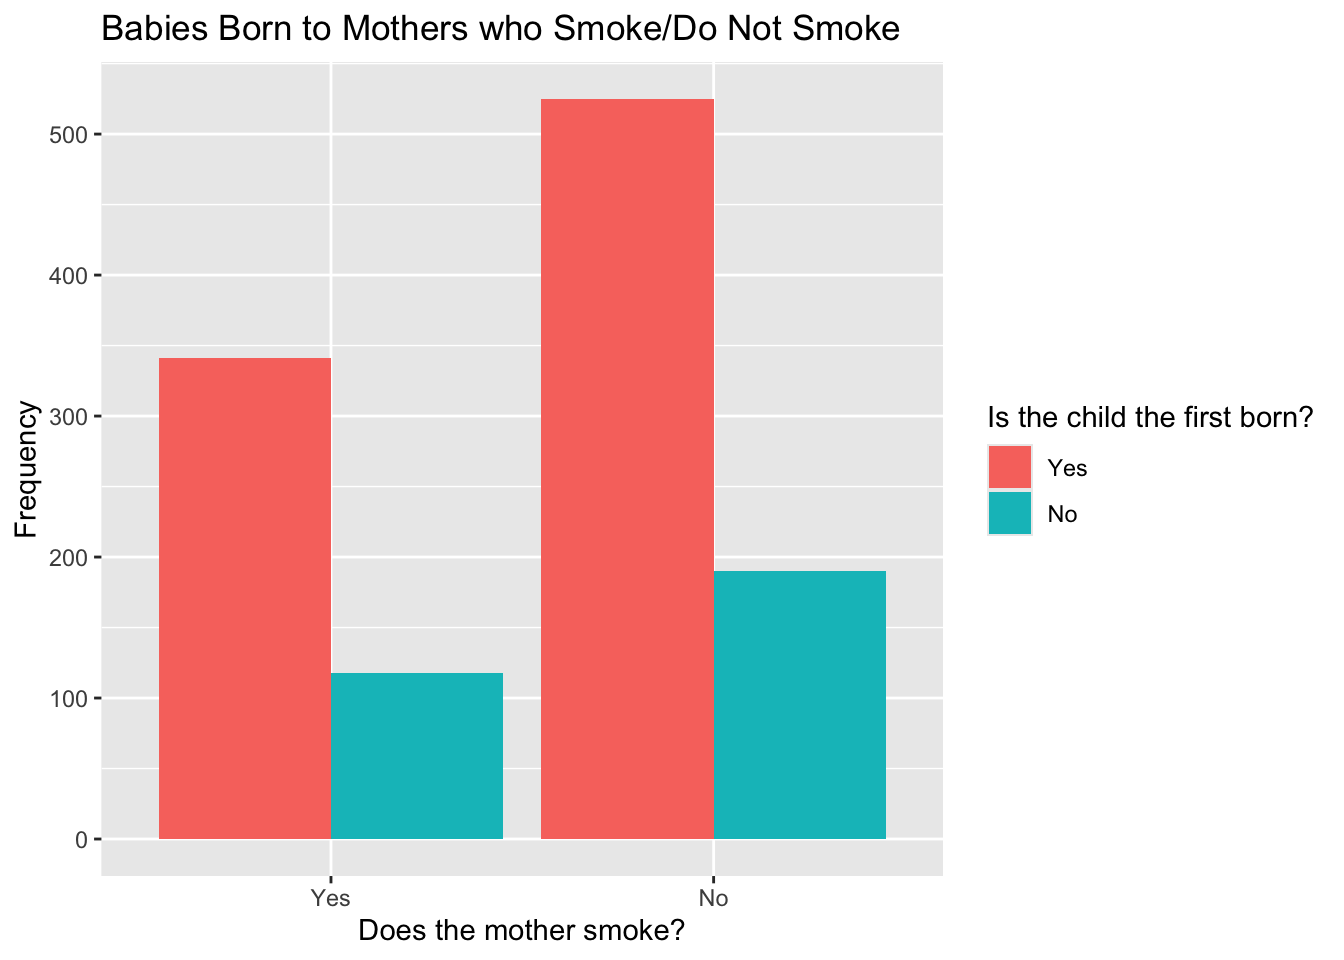 Babies Born to Mothers who Smoke/Do Not Smoke
500
400
300
200
100
0
Frequency
Yes
No
Does the mother smoke?
Is the child the first born?
Yes
No